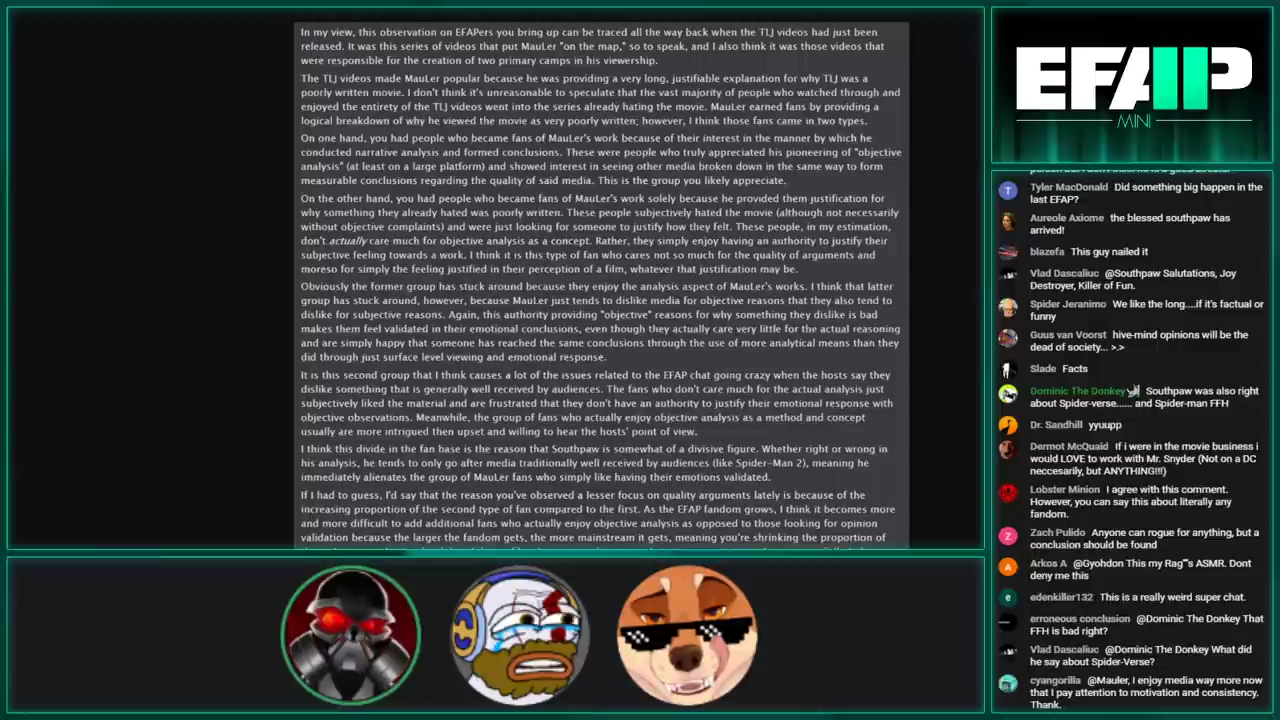 In my view, this observation on EFAPers you bring up can be traced all the way back when the TLJ videos had just been
released. It was this series of videos that put MauLer "on the map," so to speak, and I also think it was those videos that
were responsible for the creation of two primary camps in his viewership.
The TLJ videos made MauLer popular because he was providing a very long, justifiable explanation for why TLJ was a
poorly written movie. I don't think it's unreasonable to speculate that the vast majority of people who watched through and
enjoyed the entirety of the TLJ videos went into the series already hating the movie. MauLer earned fans by providing a
logical breakdown of why he viewed the movie as very poorly written; however, I think those fans came in two types.
On one hand, you had people who became fans of MauLer's work because of their interest in the manner by which he
conducted narrative analysis and formed conclusions. These were people who truly appreciated his pioneering of "objective
analysis" (at least on a large platform) and showed interest in seeing other media broken down in the same way to form
measurable conclusions regarding the quality of said media. This is the group you likely appreciate.
On the other hand, you had people who became fans of MauLer's work solely because he provided them justification for
why something they already hated was poorly written. These people subjectively hated the movie (although not necessarily
without objective complaints) and were just looking for someone to justify how they felt. These people, in my estimation,
don't actually care much for objective analysis as a concept. Rather, they simply enjoy having an authority to justify their
subjective feeling towards a work. I think it is this type of fan who cares not so much for the quality of arguments and
moreso for simply the feeling justified in their perception of a film, whatever that justification may be.
Obviously the former group has stuck around because they enjoy the analysis aspect of MauLer's works. I think that latter
group has stuck around, however, because MauLer just tends to dislike media for objective reasons that they also tend to
dislike for subjective reasons. Again, this authority providing "objective" reasons for why something they dislike is bad
makes them feel validated in their emotional conclusions, even though they actually care very little for the actual reasoning
and are simply happy that someone has reached the same conclusions through the use of more analytical means than they
did through just surface level viewing and emotional response.
It is this second group that I think causes a lot of the issues related to the EFAP chat going crazy when the hosts say they
dislike something that is generally well received by audiences. The fans who don't care much for the actual analysis just
subjectively liked the material and are frustrated that they don't have an authority to justify their emotional response with
objective observations. Meanwhile, the group of fans who actually enjoy objective analysis as a method and concept
usually are more intrigued then upset and willing to hear the hosts' point of view.
I think this divide in the fan base is the reason that Southpaw is somewhat of a divisive figure. Whether right or wrong in
his analysis, he tends to only go after media traditionally well received by audiences (like Spider-Man 2), meaning he
immediately alienates the group of MauLer fans who simply like having their emotions validated.
If I had to guess, I'd say that the reason you've observed a lesser focus on quality arguments lately is because of the
increasing proportion of the second type of fan compared to the first. As the EFAP fandom grows, I think it becomes more
and more difficult to add additional fans who actually enjoy objective analysis as opposed to those looking for opinion
validation because the larger the fandom gets, the more mainstream it gets, meaning you're shrinking the proportion of
EFAP
MINI
Tyler MacDonald Did something big happen in the
last EFAP?
Aureole Axiome the blessed southpaw has
arrived!
blazefa This guy nailed it
Vlad Dascaliuc @Southpaw Salutations, Joy
Destroyer, Killer of Fun.
Spider Jeranimo We like the long....if it's factual or
funny
Guus van Voorst hive-mind opinions will be the
dead of society... >.>
Slade Facts
Dominic The Donkey Southpaw was also right
about Spider-verse...... and Spider-man FFH
Dr. Sandhill yyuupp
Dermot McQuaid If i were in the movie business i
would LOVE to work with Mr. Snyder (Not on a DC
neccesarily, but ANYTHING!!!)
Lobster Minion I agree with this comment.
However, you can say this about literally any
fandom.
Zach Pulido Anyone can rogue for anything, but a
conclusion should be found
Arkos A @Gyohdon This my Rag'"s ASMR. Dont
deny me this
edenkiller132 This is a really weird super chat.
erroneous conclusion @Dominic The Donkey That
FFH is bad right?
Vlad Dascaliuc @Dominic The Donkey What did
he say about Spider-Verse?
cyangorilla @Mauler, I enjoy media way more now
that I pay attention to motivation and consistency.
Thank.